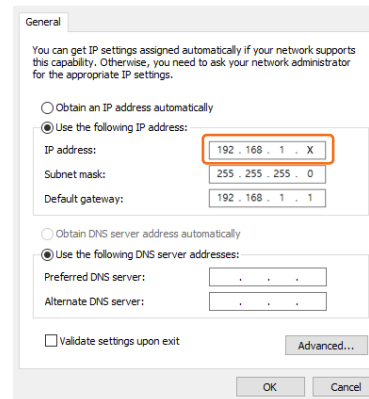 General
You can get IP settings assigned automatically if your network supports
this capability. Otherwise, you need to ask your network administrator
for the appropriate IP settings.
Obtain an IP address automatically
Use the following IP address:
IP address: 192 . 168 . 1 . X
Subnet mask: 255 . 255 . 255 . 0
Default gateway: 192 . 168 . 1 . 1
Obtain DNS server address automatically
Use the following DNS server addresses:
Preferred DNS server: . . .
Alternate DNS server: . . .
Validate settings upon exit
Advanced...
OK Cancel